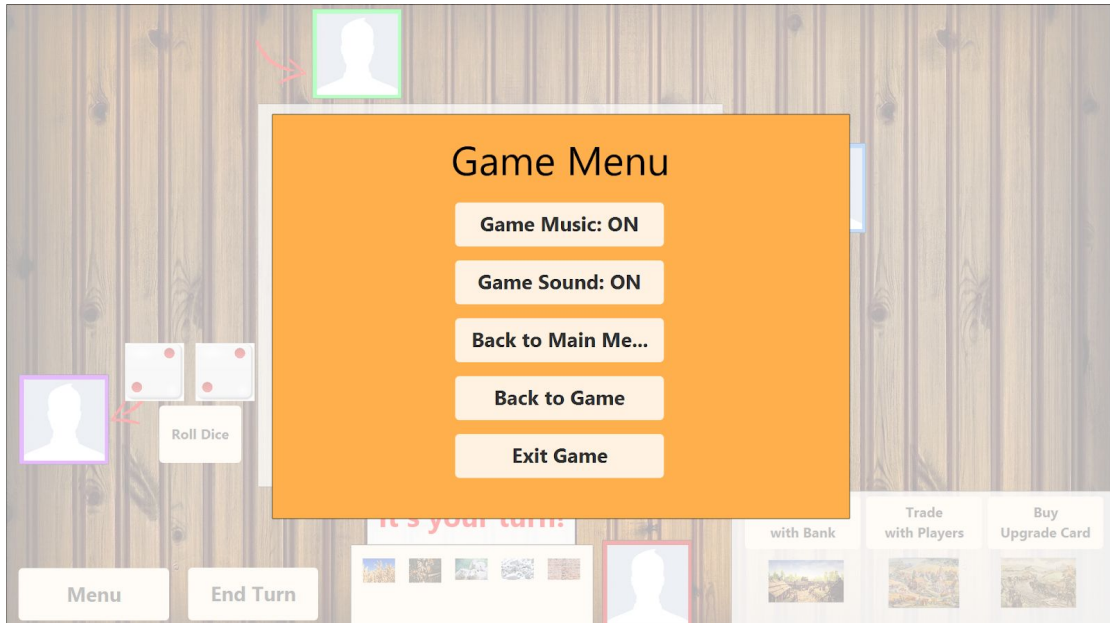 Game Menu
Game Music: ON
Game Sound: ON
Back to Main Me...
Back to Game
Exit Game
Roll Dice
It's your turn!
with Bank
Trade
with Players
Buy
Upgrade Card
Menu
End Turn